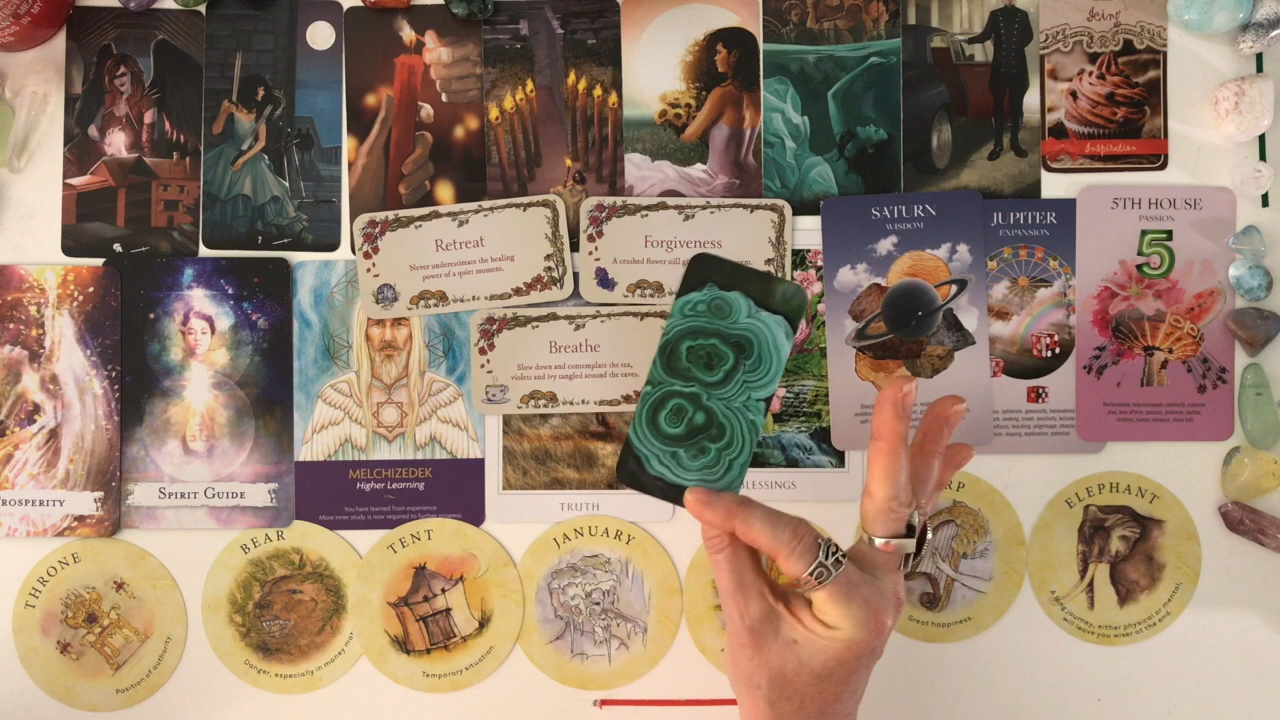 Icing
Inspiration
7
Retreat
Never underestimate the healing
power of a quiet moment.
Forgiveness
A crushed flower still
Breathe
Slow down and contemplate the tea,
violets and ivy tangled around the eaves.
SATURN
WISDOM
JUPITER
EXPANSION
5TH HOUSE
PASSION
5
SPIRIT GUIDE
MELCHIZEDEK
Higher Learning
You have learned from experience
More inner study is now required to further progress.
TRUTH
BLESSINGS
THRONE
Position of authority.
BEAR
Danger, especially in money
TENT
Temporary situation.
JANUARY
Great happiness.
ELEPHANT
A long journey, either physical or mental,
will leave you wiser at the end.